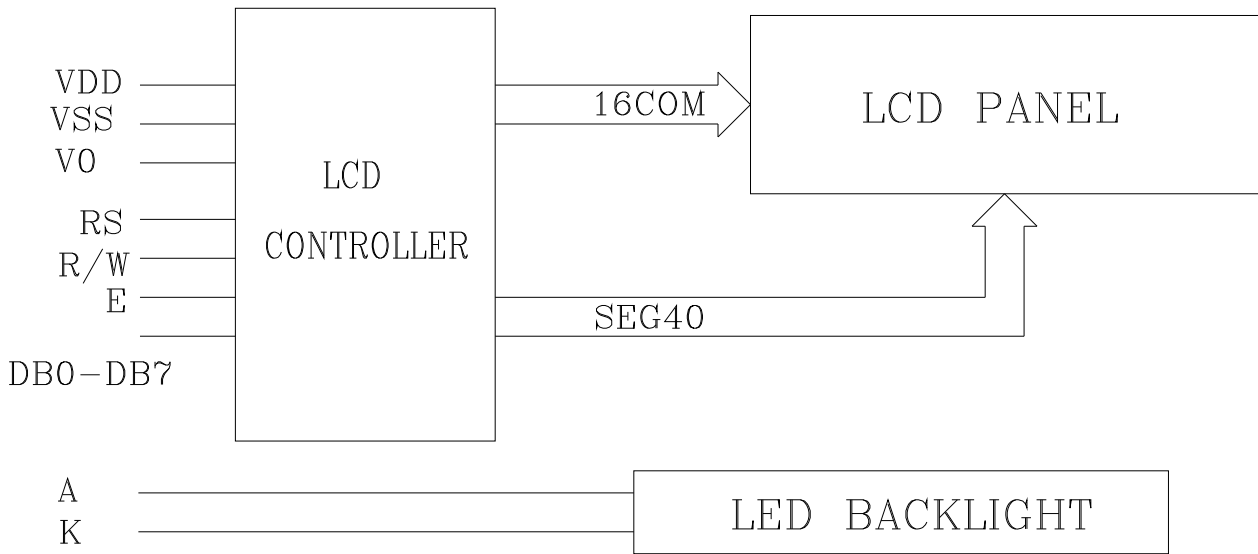 VDD
VSS
V0
RS
R/W
E
DB0-DB7
LCD
CONTROLLER
16COM
SEG40
LCD PANEL
A
K
LED BACKLIGHT